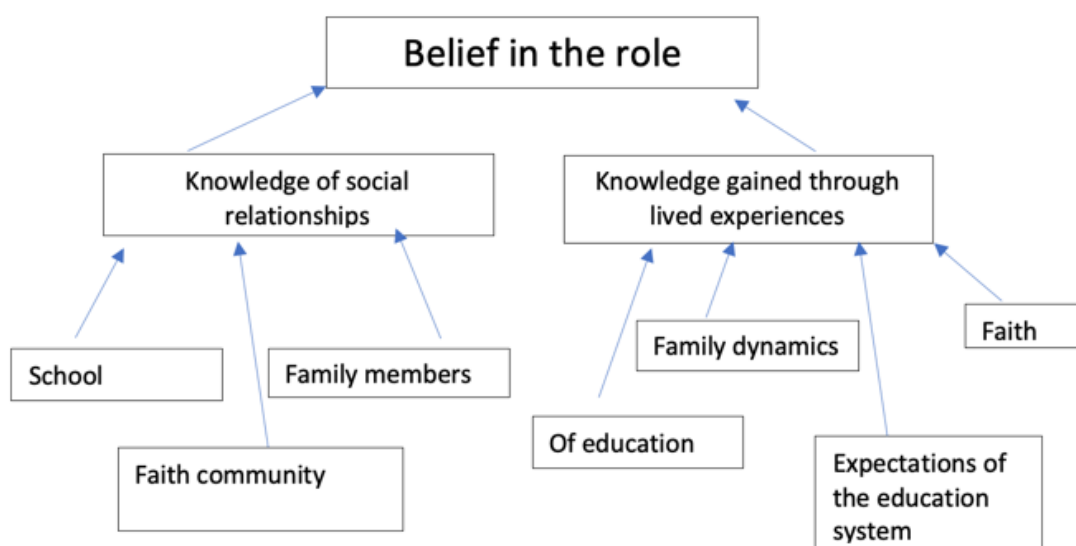 Belief in the role
Knowledge of social
relationships
Knowledge gained through
lived experiences
School
Family members
Faith community
Family dynamics
Faith
Of education
Expectations of
the education
system